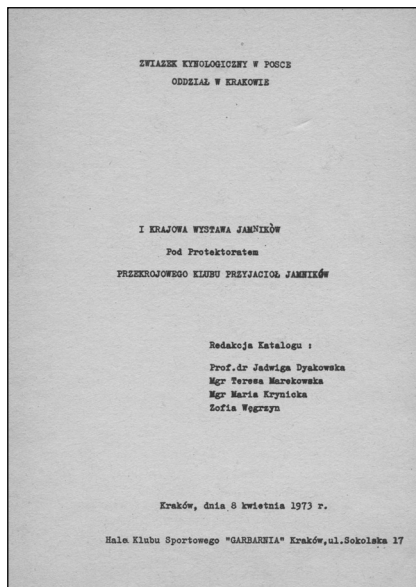 ZWIAZEK KYNOLOGICZNY W POSCE
ODDZIAŁ W KRAKOWIE
I KRAJOWA WYSTAWA JAMNIKÒW
Pod Protektoratem
PRZEKROJOWEGO KLUBU PRZYJACIOŁ JAMNIKÓW
Redakcja Katalogu :
Prof.dr Jadwiga Dyakowska
Mgr Teresa Marekowska
Mgr Maria Krynicka
Zofia Węgrzyn
Kraków, dnia 8 kwietnia 1973 r.
Hala Klubu Sportowego "GARBARNIA" Kraków,ul.Sokolska 17